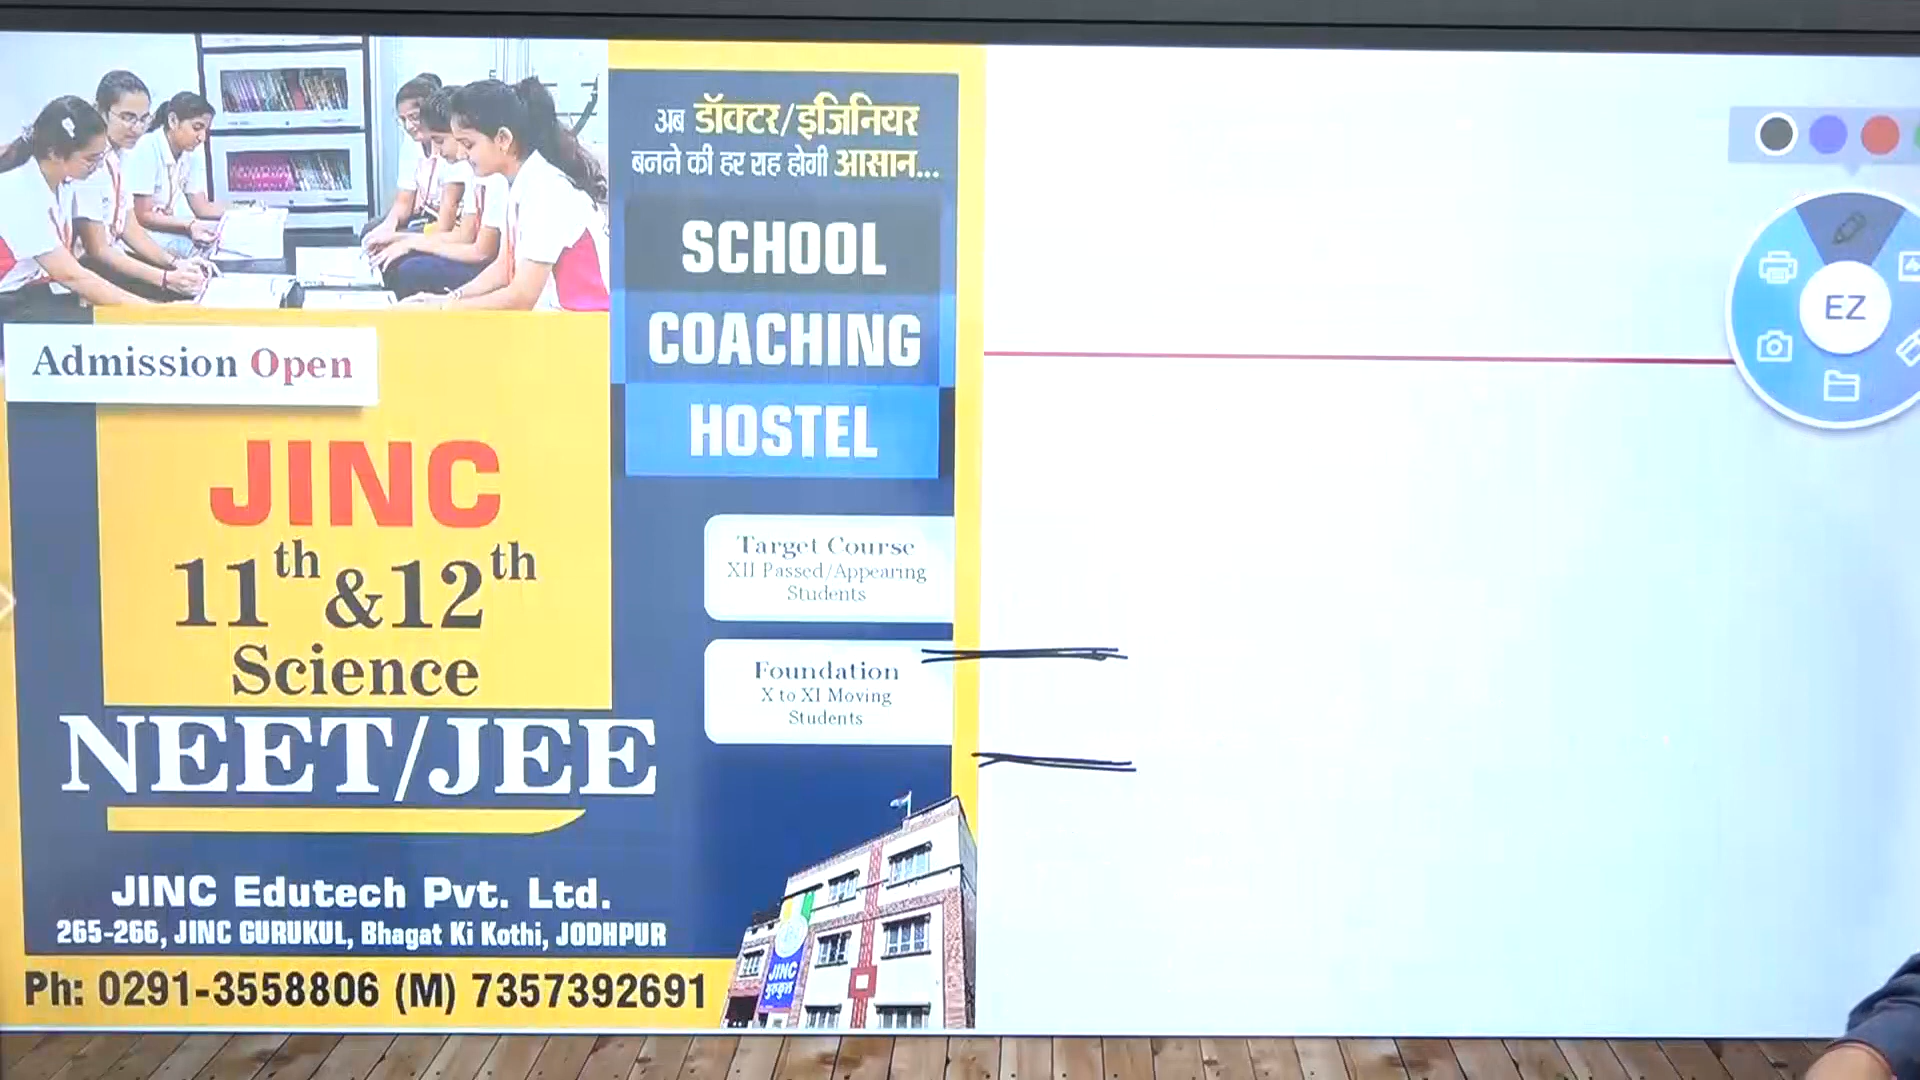 अब डॉक्टर/इजिनियर
बनने की हर राह होगी आसान...
SCHOOL
COACHING
HOSTEL
Admission Open
JINC
11th & 12th
Science
NEET/JEE
Target Course
XII Passed/Appearing
Students
Foundation
X to XI Moving
Students
JINC Edutech Pvt. Ltd.
265-266, JINC GURUKUL, Bhagat Ki Kothi, JODHPUR
Ph: 0291-3558806 (M) 7357392691
JINC
गुरुकुल
EZ